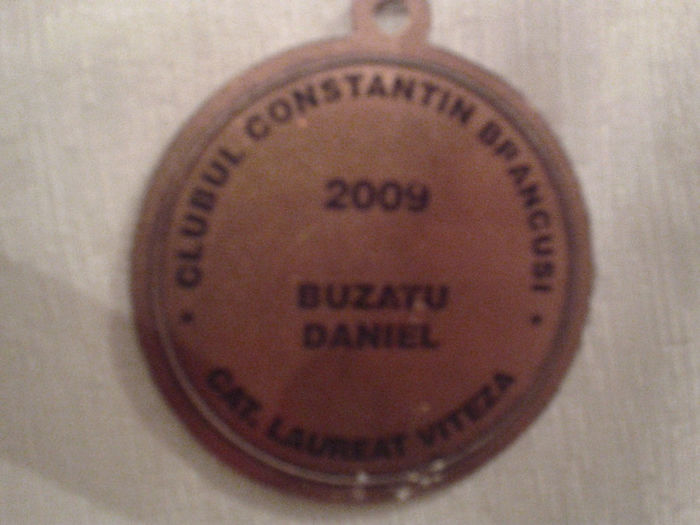 CLUBUL CONSTANTIN BRANCUSI
2009
BUZATU
DANIEL
CAT. LAUREAT VITEZA